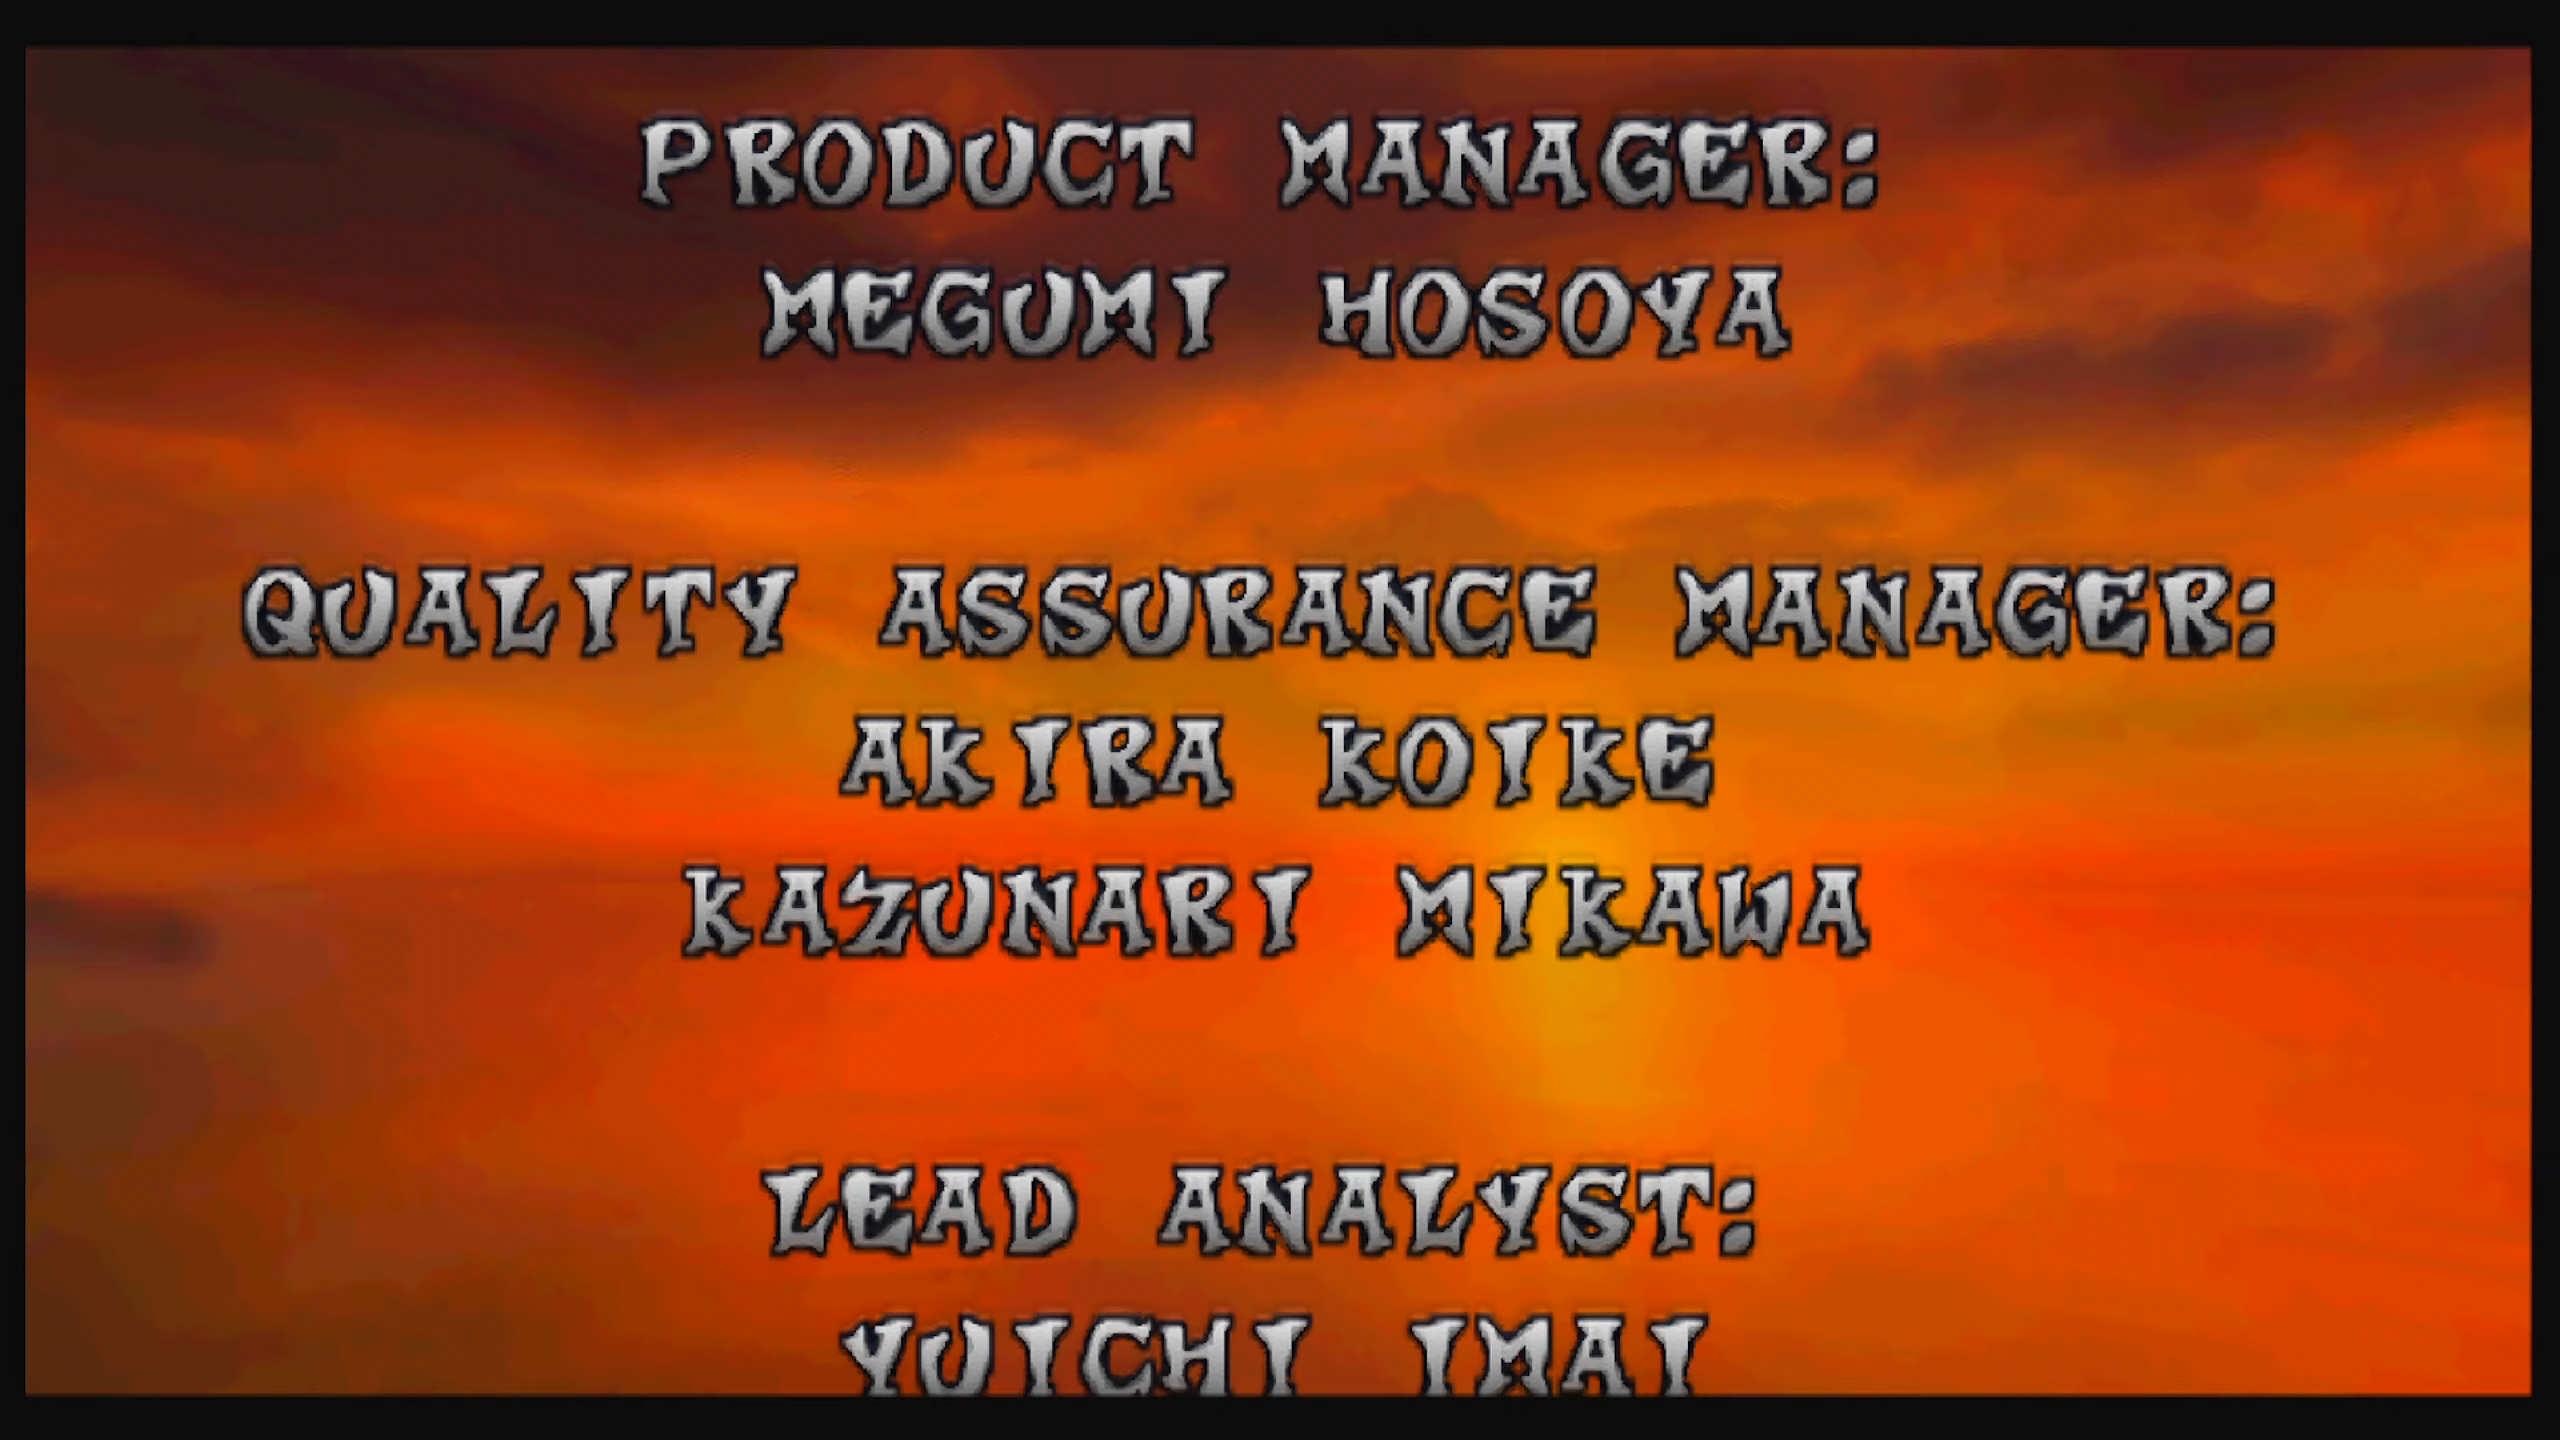 PRODUCT MANAGER:
MEGUMI HOSOYA
QUALITY ASSURANCE MANAGER:
AKIRA KOIKE
KAZUNARI MIKAWA
LEAD ANALYST:
YUICHI IMAI